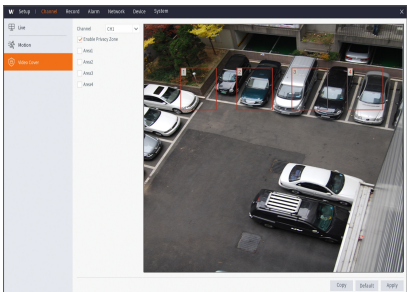 W Setup | Channel Record Alarm Network Device System X
Live
Motion
Video Cover
Channel CH1
Enable Privacy Zone
Area1
Area2
Area3
Area4
Copy Default Apply